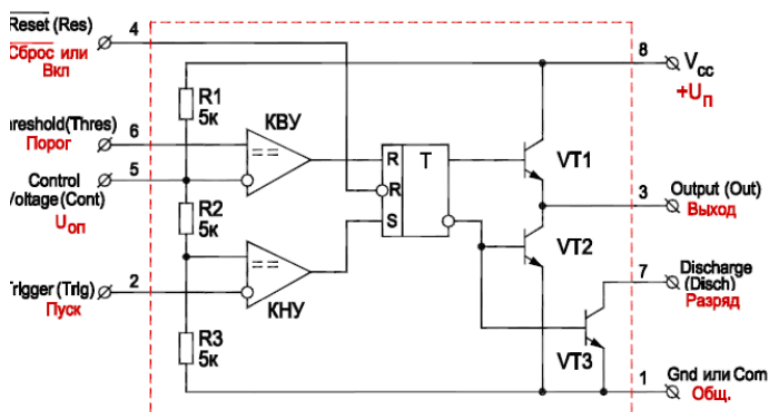 Reset (Res)
4
Сброс или
Вкл
8
Vcc
+Uп
R1
5к
hreshold(Thres)
6
Порог
КВУ
==
R
T
VT1
Control
5
Voltage (Cont)
Uоп
R
3
Output (Out)
Выход
R2
5к
S
VT2
==
7
Discharge
(Disch)
Разряд
Trigger (Trig)
2
Пуск
КНУ
R3
5к
VT3
1
Gnd или Com
Общ.